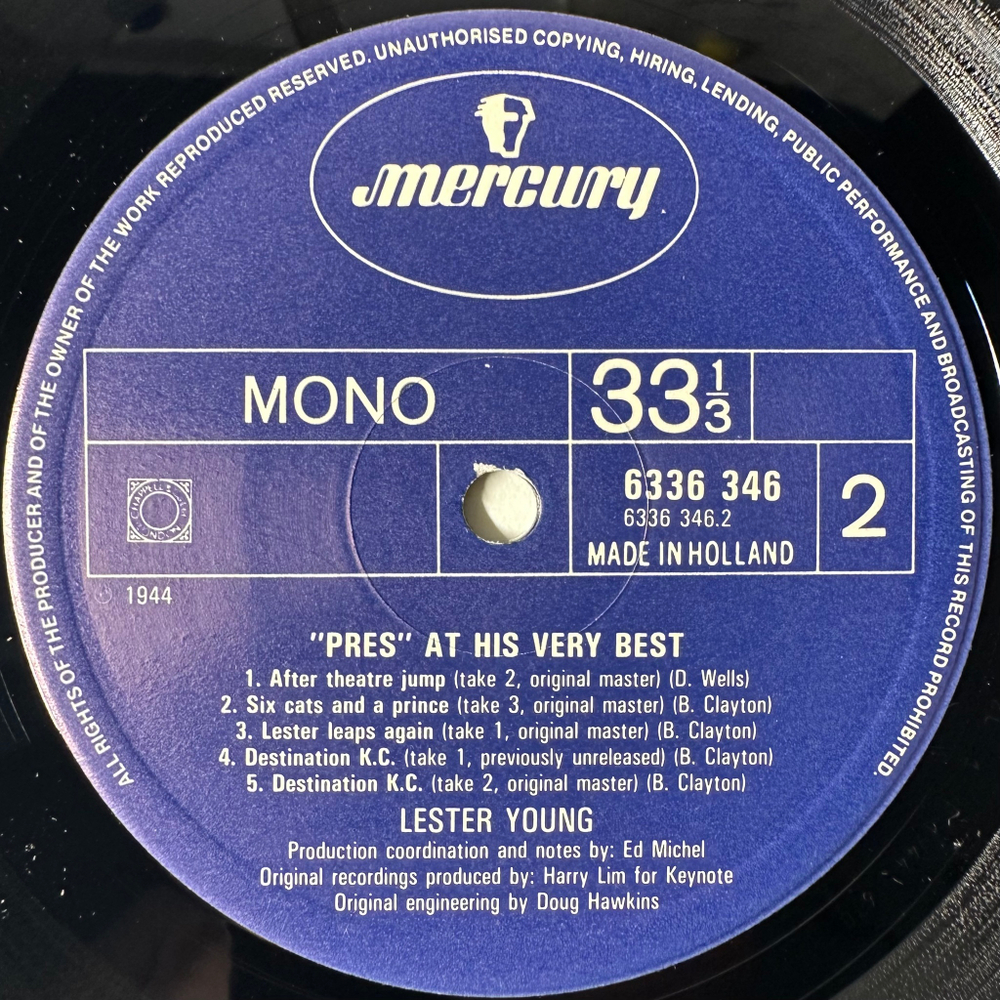 ALL RIGHTS OF THE PRODUCER AND OF THE OWNER OF THE WORK REPRODUCED RESERVED. UNAUTHORISED COPYING, HIRING, LENDING, PUBLIC PERFORMANCE AND BROADCASTING OF THIS RECORD PROHIBITED.
mercury
MONO
33 1/3
6336 346
6336 346.2
MADE IN HOLLAND
2
℗ 1944
"PRES" AT HIS VERY BEST
1. After theatre jump (take 2, original master) (D. Wells)
2. Six cats and a prince (take 3, original master) (B. Clayton)
3. Lester leaps again (take 1, original master) (B. Clayton)
4. Destination K.C. (take 1, previously unreleased) (B. Clayton)
5. Destination K.C. (take 2, original master) (B. Clayton)
LESTER YOUNG
Production coordination and notes by: Ed Michel
Original recordings produced by: Harry Lim for Keynote
Original engineering by Doug Hawkins